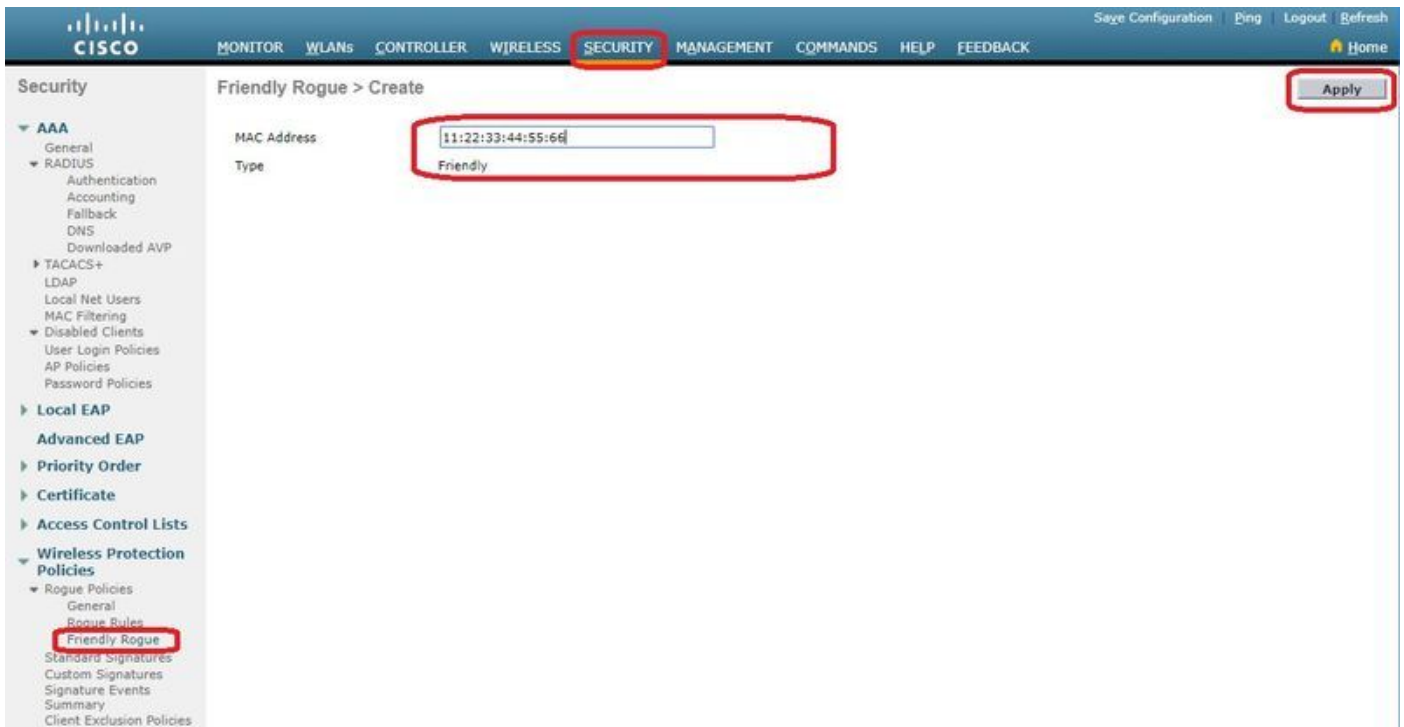 Save Configuration Ping Logout Refresh
CISCO MONITOR WLANs CONTROLLER WIRELESS SECURITY MANAGEMENT COMMANDS HELP FEEDBACK Home
Security
AAA
General
RADIUS
Authentication
Accounting
Fallback
DNS
Downloaded AVP
TACACS+
LDAP
Local Net Users
MAC Filtering
Disabled Clients
User Login Policies
AP Policies
Password Policies
Local EAP
Advanced EAP
Priority Order
Certificate
Access Control Lists
Wireless Protection
Policies
Rogue Policies
General
Rogue Rules
Friendly Rogue
Standard Signatures
Custom Signatures
Signature Events
Summary
Client Exclusion Policies
Friendly Rogue > Create
Apply
MAC Address 11:22:33:44:55:66
Type Friendly